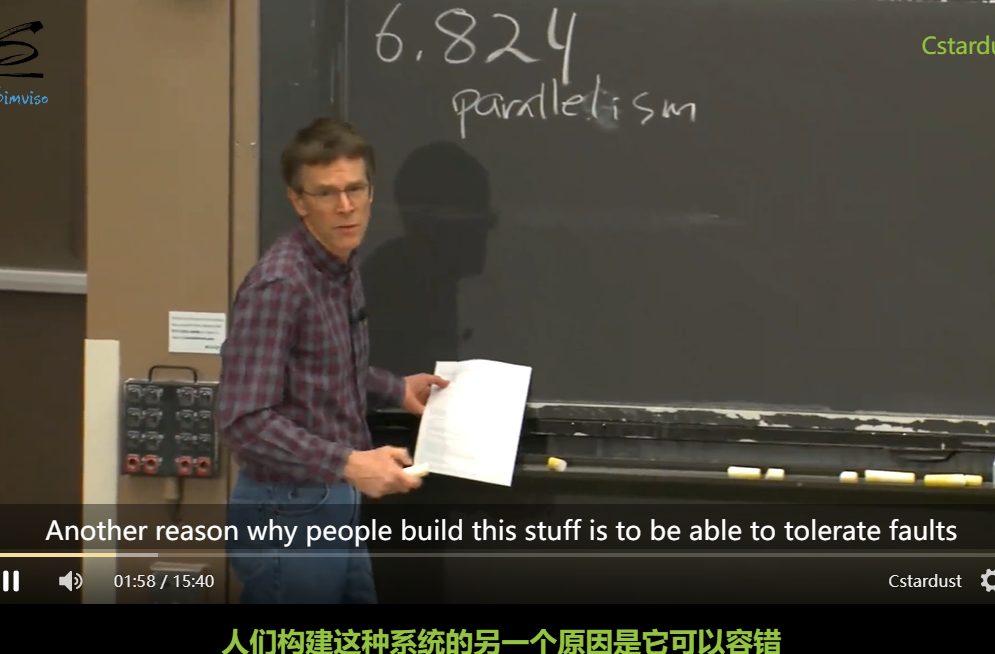 6.824
Cstardu
Dimviso
parallelism
Another reason why people build this stuff is to be able to tolerate faults
01:58 / 15:40
Cstardust
人们构建这种系统的另一个原因是它可以容错